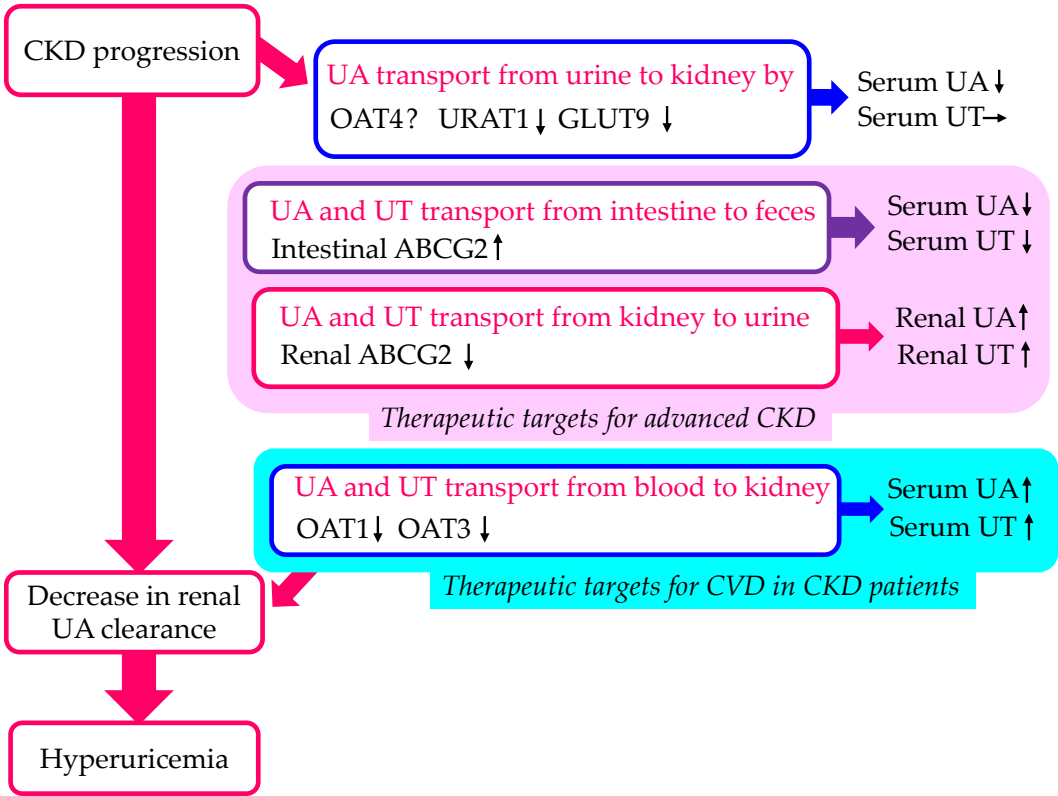 CKD progression
UA transport from urine to kidney by
OAT4? URAT1↓ GLUT9 ↓
Serum UA↓
Serum UT→
UA and UT transport from intestine to feces
Intestinal ABCG2↑
Serum UA↓
Serum UT↓
UA and UT transport from kidney to urine
Renal ABCG2 ↓
Renal UA↑
Renal UT↑
Therapeutic targets for advanced CKD
UA and UT transport from blood to kidney
OAT1↓ OAT3 ↓
Serum UA↑
Serum UT ↑
Therapeutic targets for CVD in CKD patients
Decrease in renal
UA clearance
Hyperuricemia